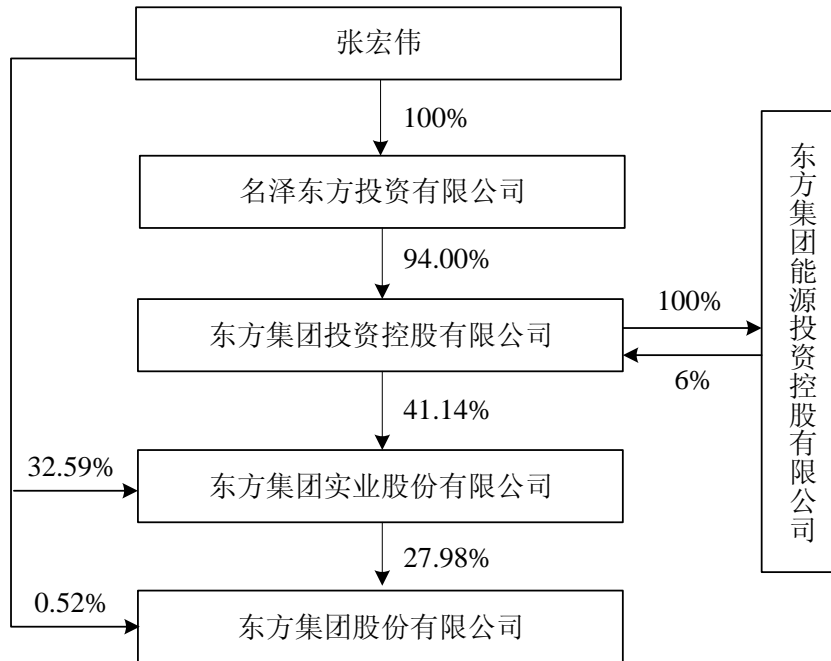 张宏伟
100%
名泽东方投资有限公司
94.00%
东方集团投资控股有限公司
100%
6%
东方集团能源投资控股有限公司
41.14%
32.59%
东方集团实业股份有限公司
27.98%
0.52%
东方集团股份有限公司